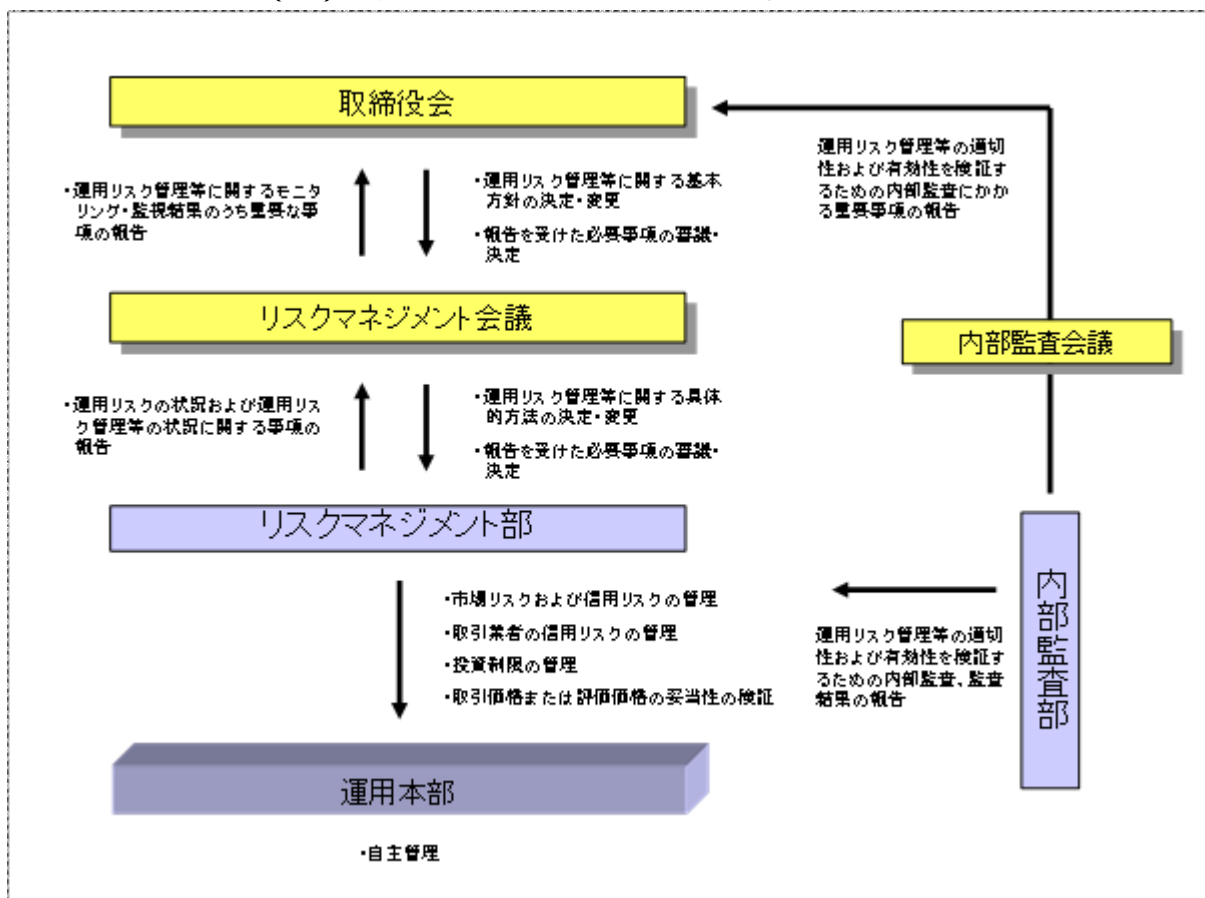 取締役会
・運用リスク管理等に関するモニ
タリング・監視結果のうち重要な事
項の報告
・運用リスク管理等に関する基本
方針の決定・変更
・報告を受けた必要事項の審議・
決定
運用リスク管理等の適切
性および有効性を検証す
るための内部監査にかか
る重要事項の報告
リスクマネジメント会議
内部監査会議
・運用リスクの状況および運用リス
ク管理等の状況に関する事項の
報告
・運用リスク管理等に関する具体
的方法の決定・変更
・報告を受けた必要事項の審議・
決定
リスクマネジメント部
・市場リスクおよび信用リスクの管理
・取引業者の信用リスクの管理
・投資制限の管理
・取引価格または評価価格の妥当性の検証
運用リスク管理等の適切
性および有効性を検証す
るための内部監査、監査
結果の報告
内部監査部
運用本部
・自主管理